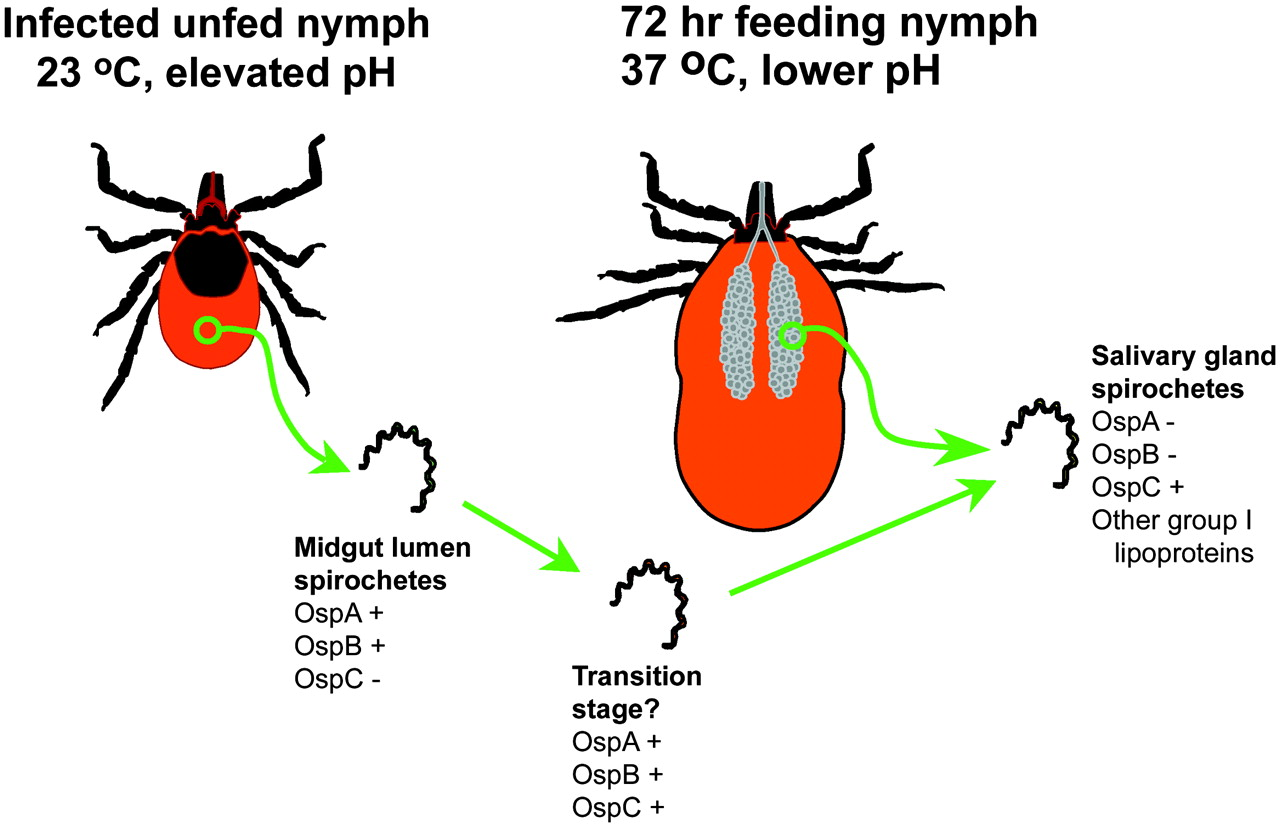 Infected unfed nymph
23 ºC, elevated pH
72 hr feeding nymph
37 ºC, lower pH
Midgut lumen
spirochetes
OspA +
OspB +
OspC -
Transition
stage?
OspA +
OspB +
OspC +
Salivary gland
spirochetes
OspA -
OspB -
OspC +
Other group I
lipoproteins